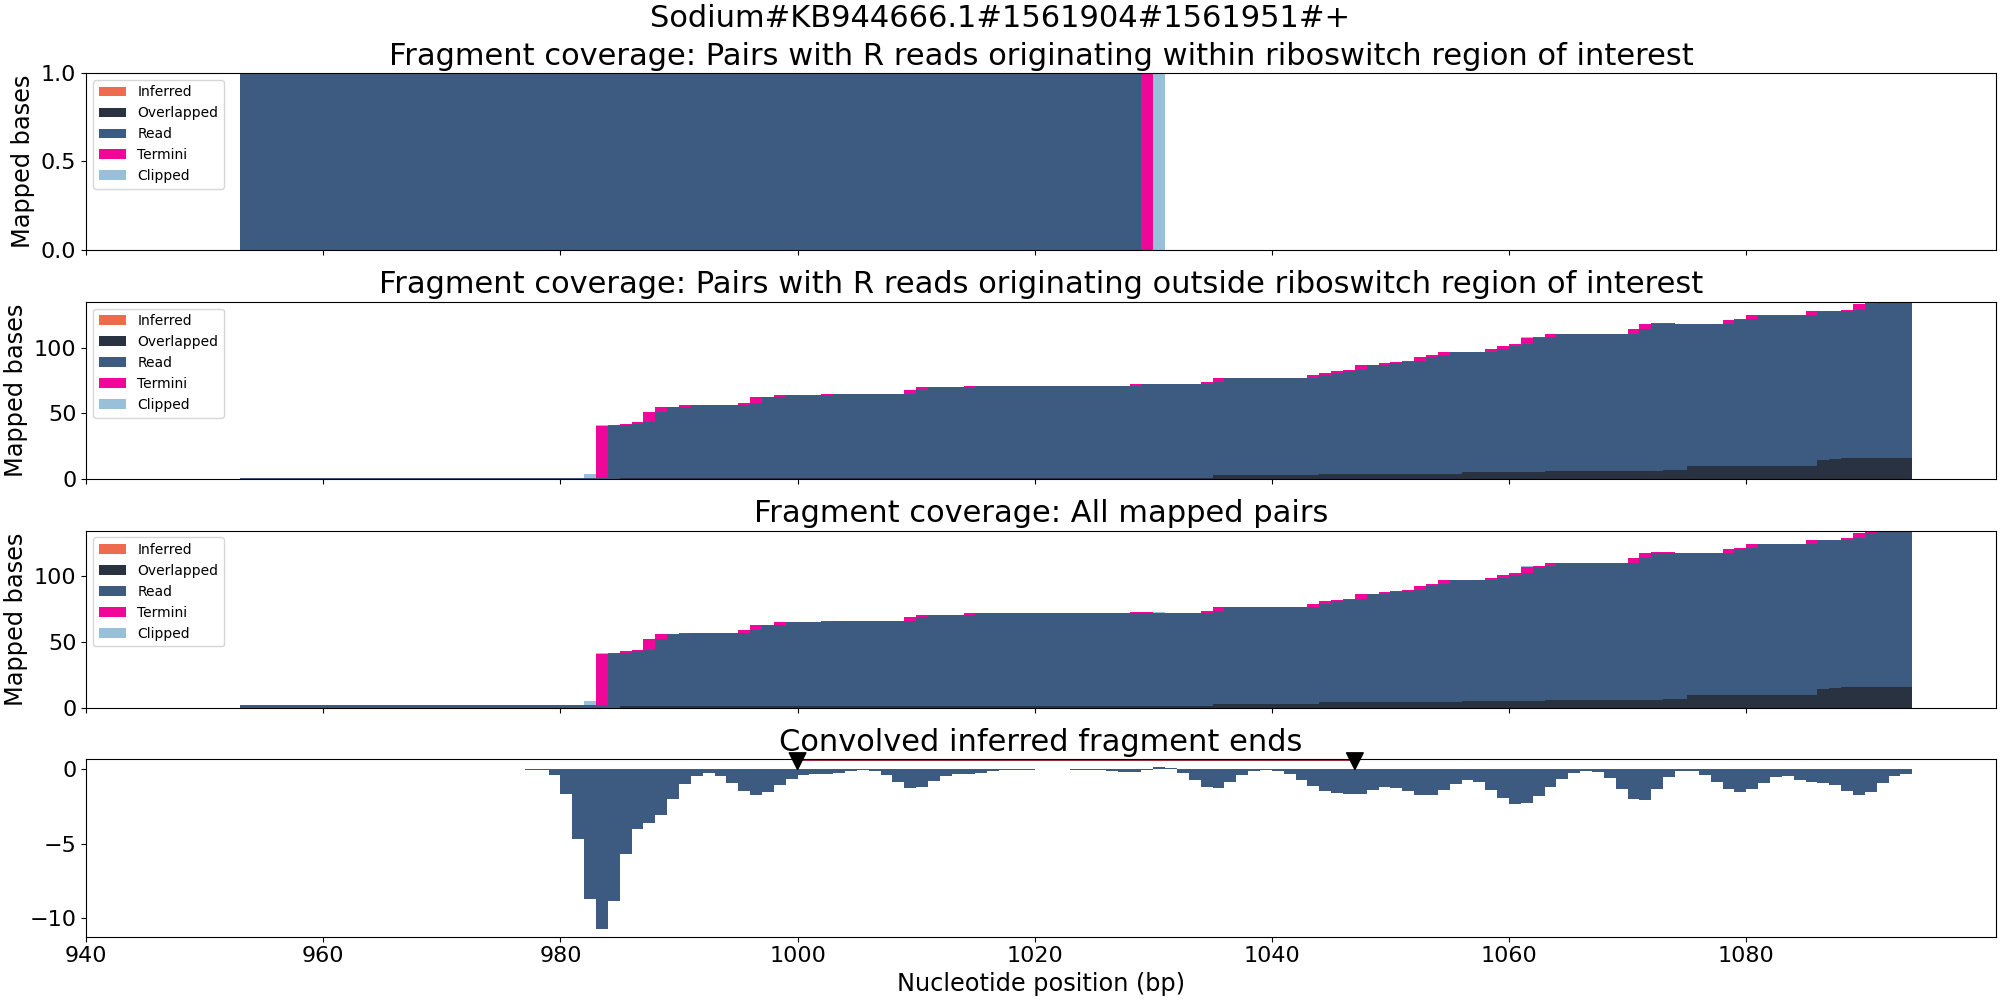 Sodium#KB944666.1#1561904#1561951#+
Fragment coverage: Pairs with R reads originating within riboswitch region of interest
Mapped bases
1.0
0.5
0.0
Inferred
Overlapped
Read
Termini
Clipped
Fragment coverage: Pairs with R reads originating outside riboswitch region of interest
Mapped bases
100
50
0
Inferred
Overlapped
Read
Termini
Clipped
Fragment coverage: All mapped pairs
Mapped bases
100
50
0
Inferred
Overlapped
Read
Termini
Clipped
Convolved inferred fragment ends
0
−5
−10
940 960 980 1000 1020 1040 1060 1080
Nucleotide position (bp)